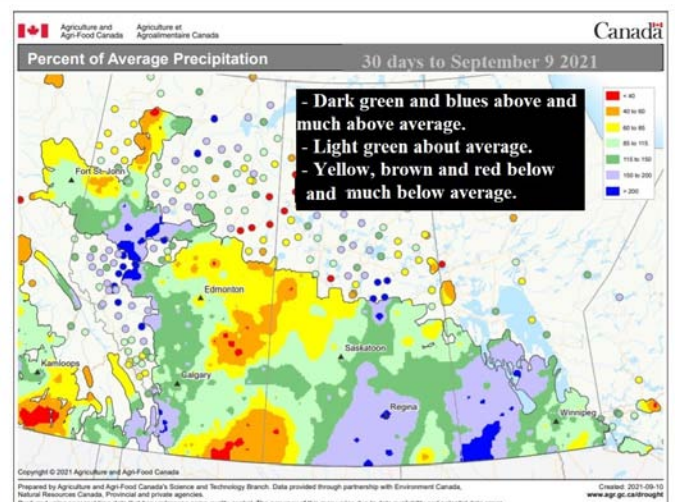 Agriculture and Agriculture et
Agri-Food Canada Agroalimentaire Canada
Canada
Percent of Average Precipitation
30 days to September 9 2021
- Dark green and blues above and
much above average.
- Light green about average.
- Yellow, brown and red below
and much below average.
< 40
40 to 60
60 to 85
85 to 115
115 to 150
150 to 200
> 200
Fort St. John
Edmonton
Saskatoon
Kamloops
Calgary
Regina
Winnipeg
Copyright © 2021 Agriculture and Agri-Food Canada
Prepared by Agriculture and Agri-Food Canada's Science and Technology Branch. Data provided through partnership with Environment Canada,
Natural Resources Canada, Provincial and private agencies.
Created: 2021-09-10
www.agr.gc.ca/drought